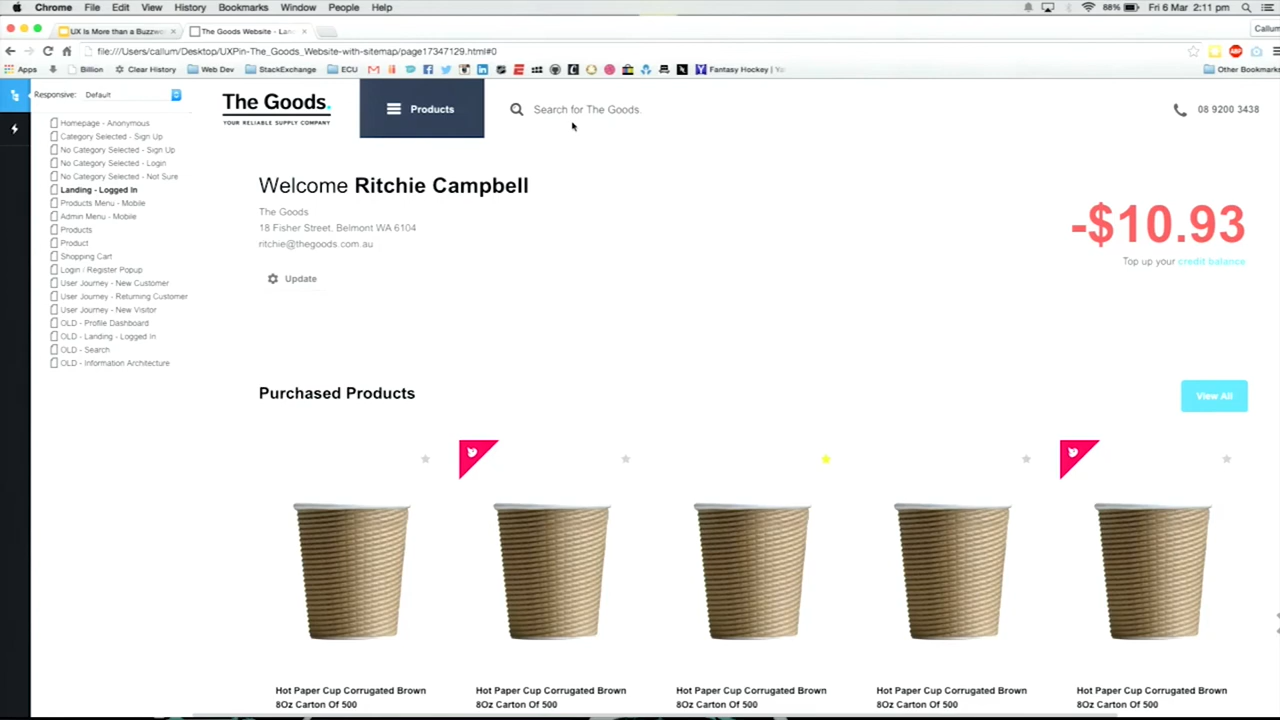 Chrome File Edit View History Bookmarks Window People Help 88% Fri 6 Mar 2:11 pm
UX Is More than a Buzzwo The Goods Website - Lan Callum
file:///Users/callum/Desktop/UXPin-The_Goods_Website-with-sitemap/page17347129.html#0
Apps Billion Clear History Web Dev StackExchange ECU Fantasy Hockey | Ya Other Bookmarks
Responsive: Default
Homepage - Anonymous
Category Selected - Sign Up
No Category Selected - Sign Up
No Category Selected - Login
No Category Selected - Not Sure
Landing - Logged In
Products Menu - Mobile
Admin Menu - Mobile
Products
Product
Shopping Cart
Login / Register Popup
User Journey - New Customer
User Journey - Returning Customer
User Journey - New Visitor
OLD - Profile Dashboard
OLD - Landing - Logged In
OLD - Search
OLD - Information Architecture
The Goods.
YOUR RELIABLE SUPPLY COMPANY
Products
Search for The Goods.
08 9200 3438
Welcome Ritchie Campbell
The Goods
18 Fisher Street, Belmont WA 6104
ritchie@thegoods.com.au
Update
-$10.93
Top up your credit balance
Purchased Products
View All
Hot Paper Cup Corrugated Brown
8Oz Carton Of 500
Hot Paper Cup Corrugated Brown
8Oz Carton Of 500
Hot Paper Cup Corrugated Brown
8Oz Carton Of 500
Hot Paper Cup Corrugated Brown
8Oz Carton Of 500
Hot Paper Cup Corrugated Brown
8Oz Carton Of 500